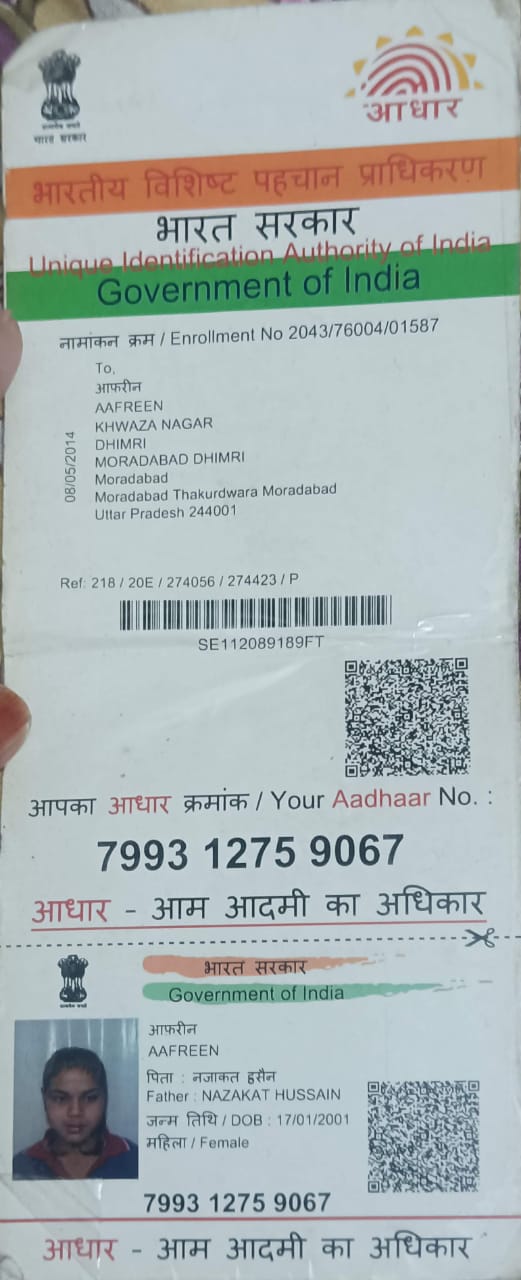 भारत सरकार
आधार
भारतीय विशिष्ट पहचान प्राधिकरण
भारत सरकार
Unique Identification Authority of India
Government of India
नामांकन क्रम / Enrollment No 2043/76004/01587
To,
आफरीन
AAFREEN
KHWAZA NAGAR
DHIMRI
MORADABAD DHIMRI
Moradabad
Moradabad Thakurdwara Moradabad
Uttar Pradesh 244001
08/05/2014
Ref: 218 / 20E / 274056 / 274423 / P
SE112089189FT
आपका आधार क्रमांक / Your Aadhaar No. :
7993 1275 9067
आधार - आम आदमी का अधिकार
भारत सरकार
Government of India
आफरीन
AAFREEN
पिता : नजाकत हुसैन
Father : NAZAKAT HUSSAIN
जन्म तिथि / DOB : 17/01/2001
महिला / Female
7993 1275 9067
आधार - आम आदमी का अधिकार